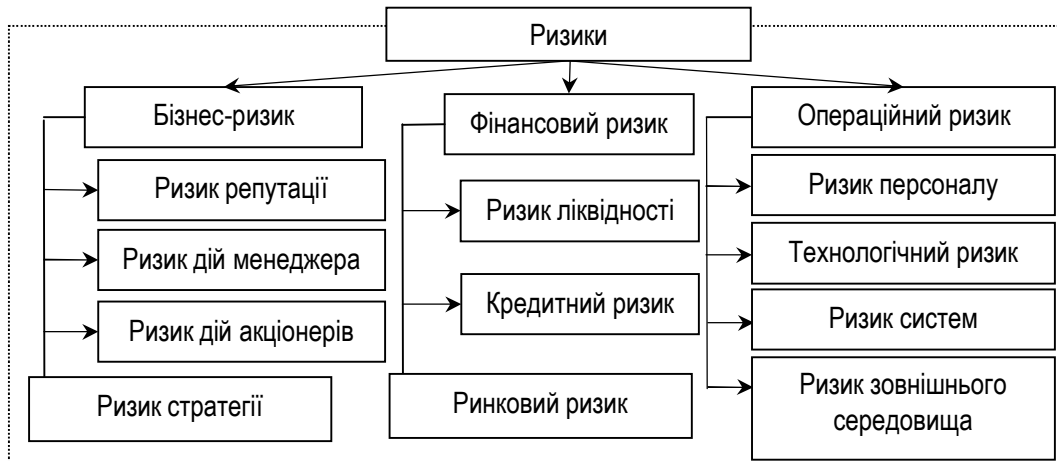 Ризики
Бізнес-ризик
Фінансовий ризик
Операційний ризик
Ризик репутації
Ризик ліквідності
Ризик персоналу
Ризик дій менеджера
Технологічний ризик
Кредитний ризик
Ризик дій акціонерів
Ризик систем
Ризик стратегії
Ринковий ризик
Ризик зовнішнього
середовища